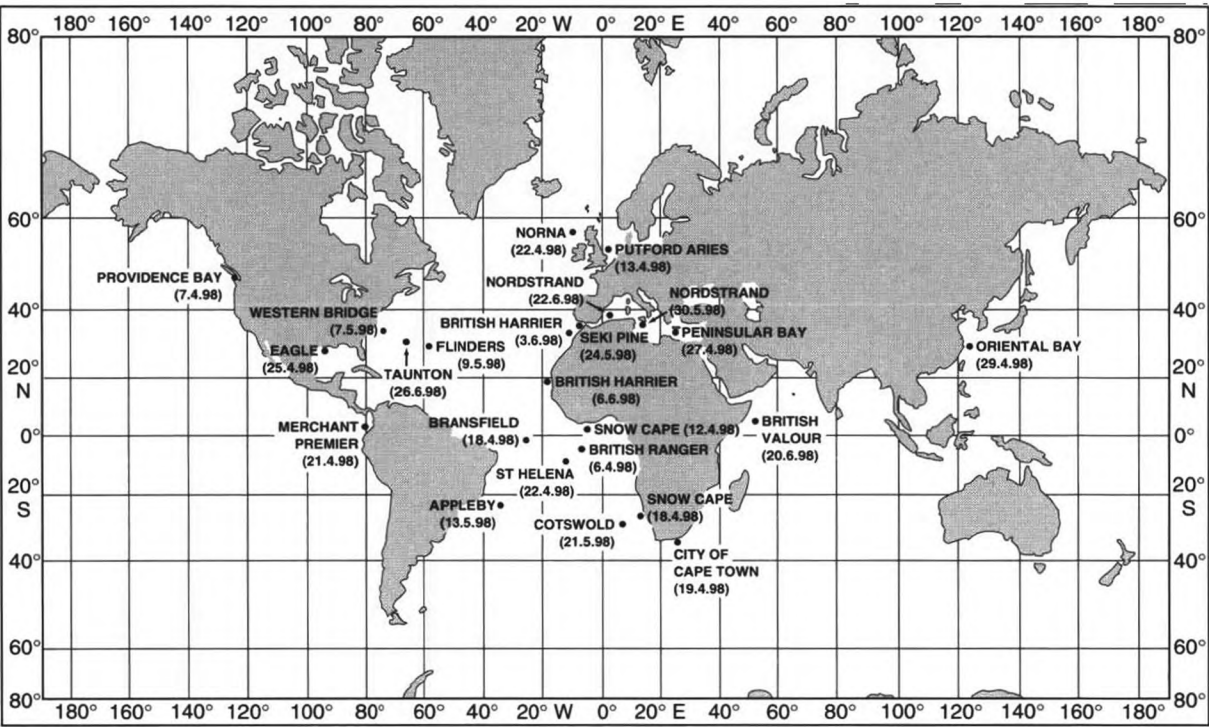 180° 160° 140° 120° 100° 80° 60° 40° 20° W 0° E 20° 40° 60° 80° 100° 120° 140° 160° 180°
80° 80°
60° 60°
NORNA
(22.4.98)
PUTFORD ARIES
(13.4.98)
PROVIDENCE BAY
(7.4.98)
NORDSTRAND
(22.6.98)
NORDSTRAND
(30.5.98)
40° 40°
WESTERN BRIDGE
(7.5.98)
BRITISH HARRIER
(3.6.98)
SEKI PINE
(24.5.98)
PENINSULAR BAY
(27.4.98)
EAGLE
(25.4.98)
FLINDERS
(9.5.98)
ORIENTAL BAY
(29.4.98)
20° 20°
N N
TAUNTON
(26.6.98)
BRITISH HARRIER
(6.6.98)
MERCHANT
PREMIER
(21.4.98)
BRANSFIELD
(18.4.98)
SNOW CAPE (12.4.98)
BRITISH
VALOUR
(20.6.98)
0° 0°
BRITISH RANGER
(6.4.98)
ST HELENA
(22.4.98)
20° 20°
S S
APPLEBY
(13.5.98)
SNOW CAPE
(18.4.98)
COTSWOLD
(21.5.98)
CITY OF
CAPE TOWN
(19.4.98)
40° 40°
60° 60°
80° 80°
180° 160° 140° 120° 100° 80° 60° 40° 20° W 0° E 20° 40° 60° 80° 100° 120° 140° 160° 180°